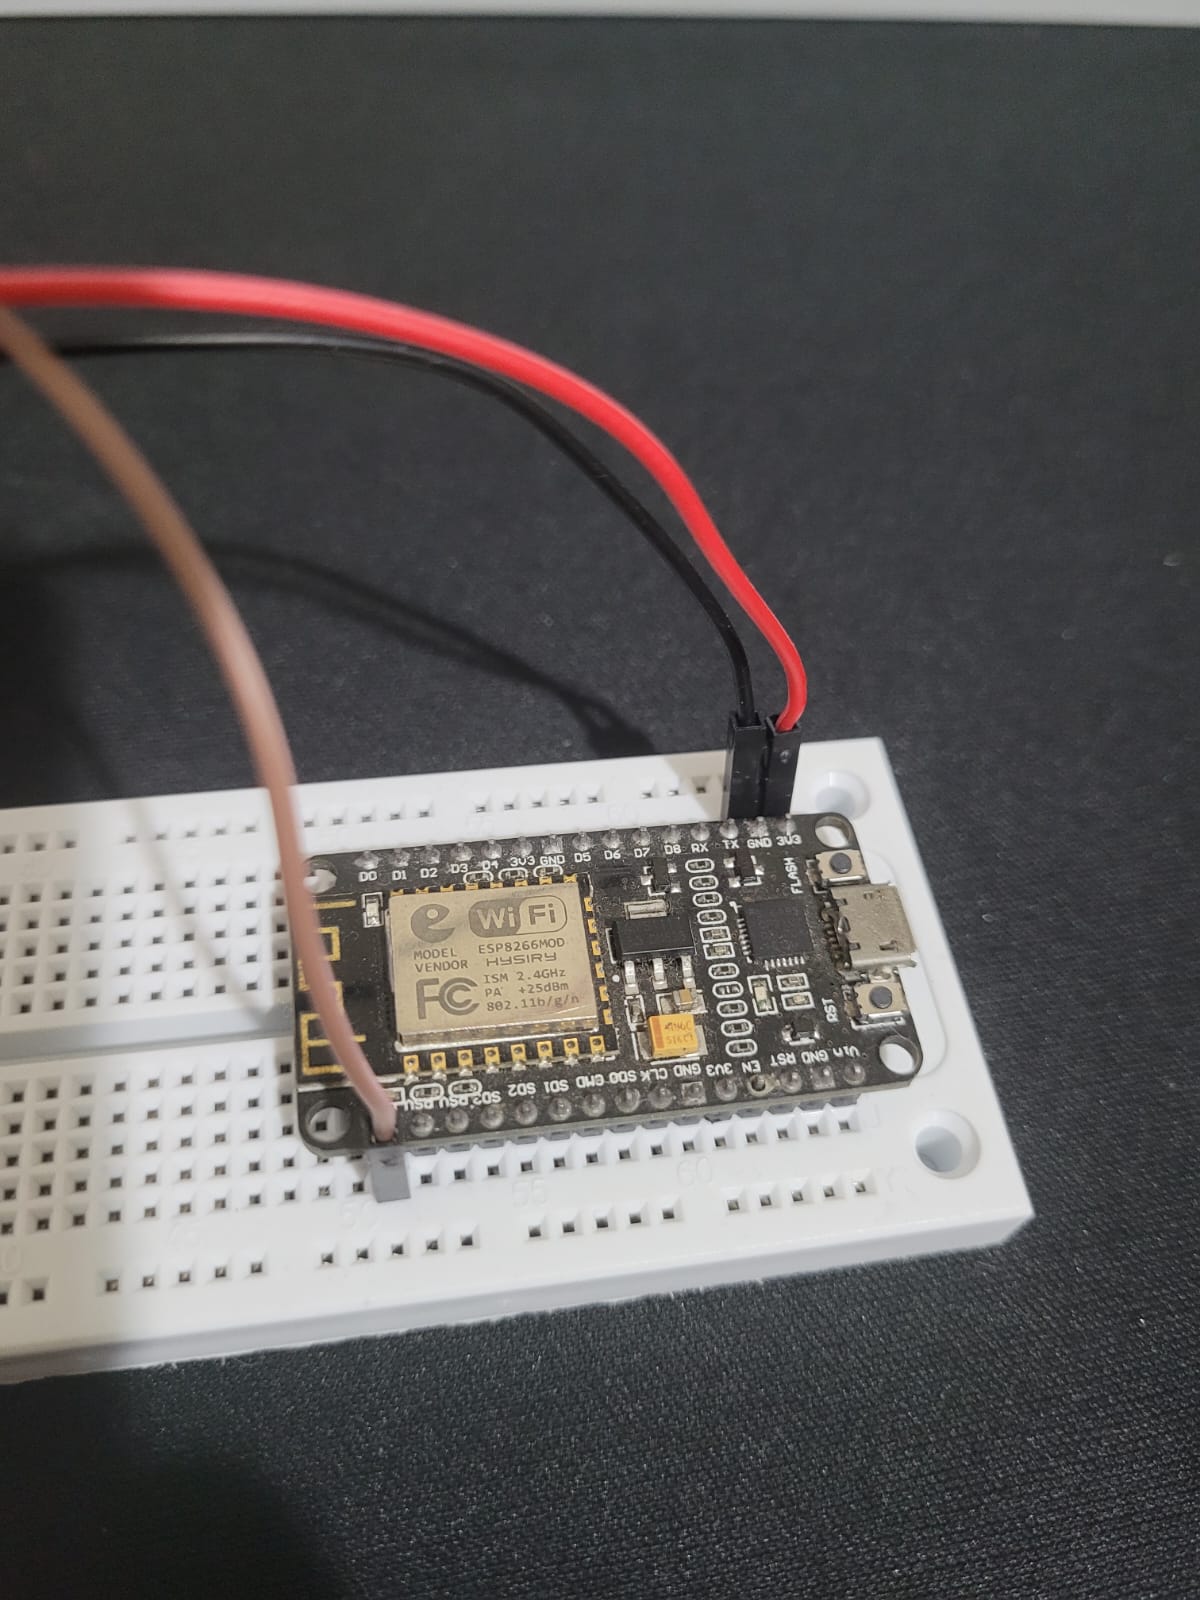 D0 D1 D2 D3 D4 3V3 GND D5 D6 D7 D8 RX TX GND 3V3
FLASH
e WiFi
MODEL ESP8266MOD
VENDOR HYSIRY
ISM 2.4GHz
PA +25dBm
802.11b/g/n
FC
RST
RSV RSV SD3 SD2 SD1 CMD SD0 CLK GND 3V3 EN RST GND Vin
55
60